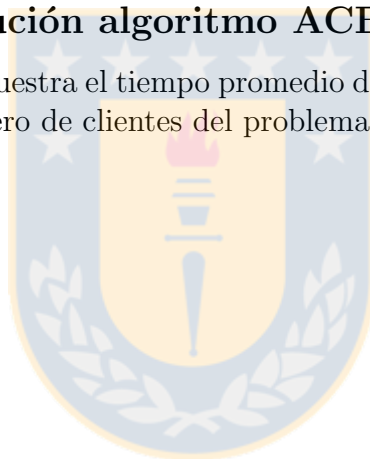 ución algoritmo ACE
uestra el tiempo promedio d
ero de clientes del problema